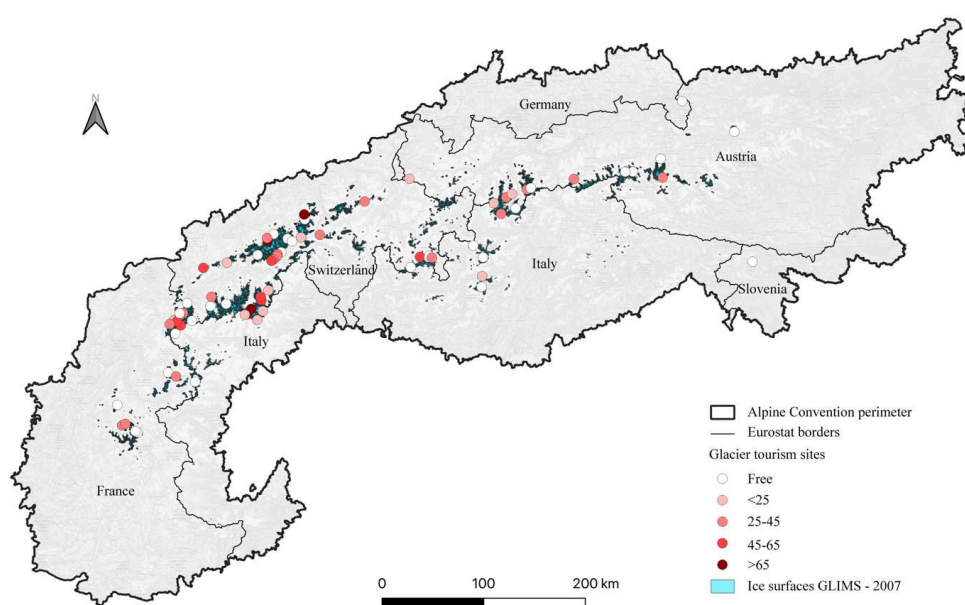 N
Germany
Austria
Switzerland
Italy
Slovenia
Italy
France
Alpine Convention perimeter
Eurostat borders
Glacier tourism sites
Free
<25
25-45
45-65
>65
Ice surfaces GLIMS - 2007
0 100 200 km